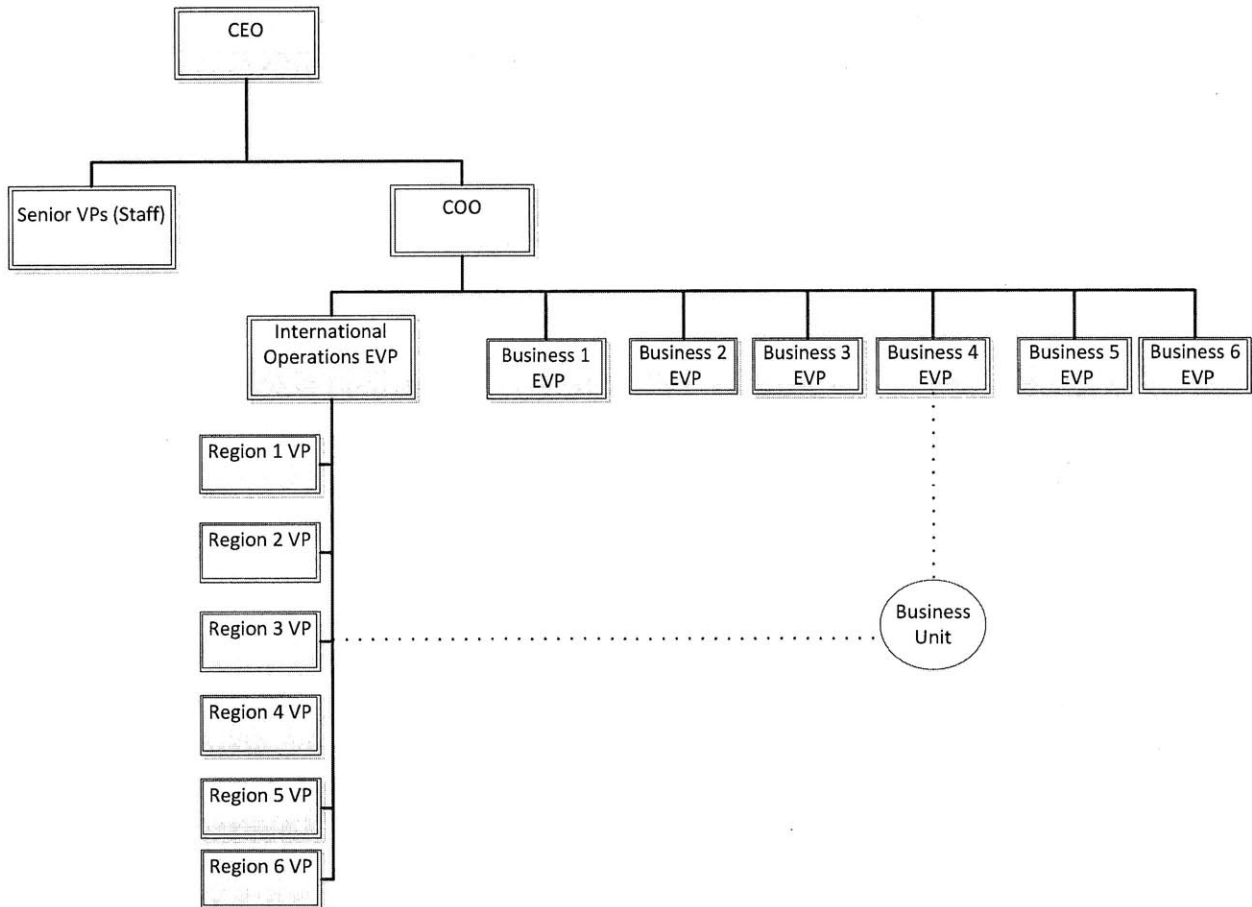 CEO
Senior VPs (Staff)
COO
International
Operations EVP
Business 1
EVP
Business 2
EVP
Business 3
EVP
Business 4
EVP
Business 5
EVP
Business 6
EVP
Region 1 VP
Region 2 VP
Region 3 VP
Business
Unit
Region 4 VP
Region 5 VP
Region 6 VP